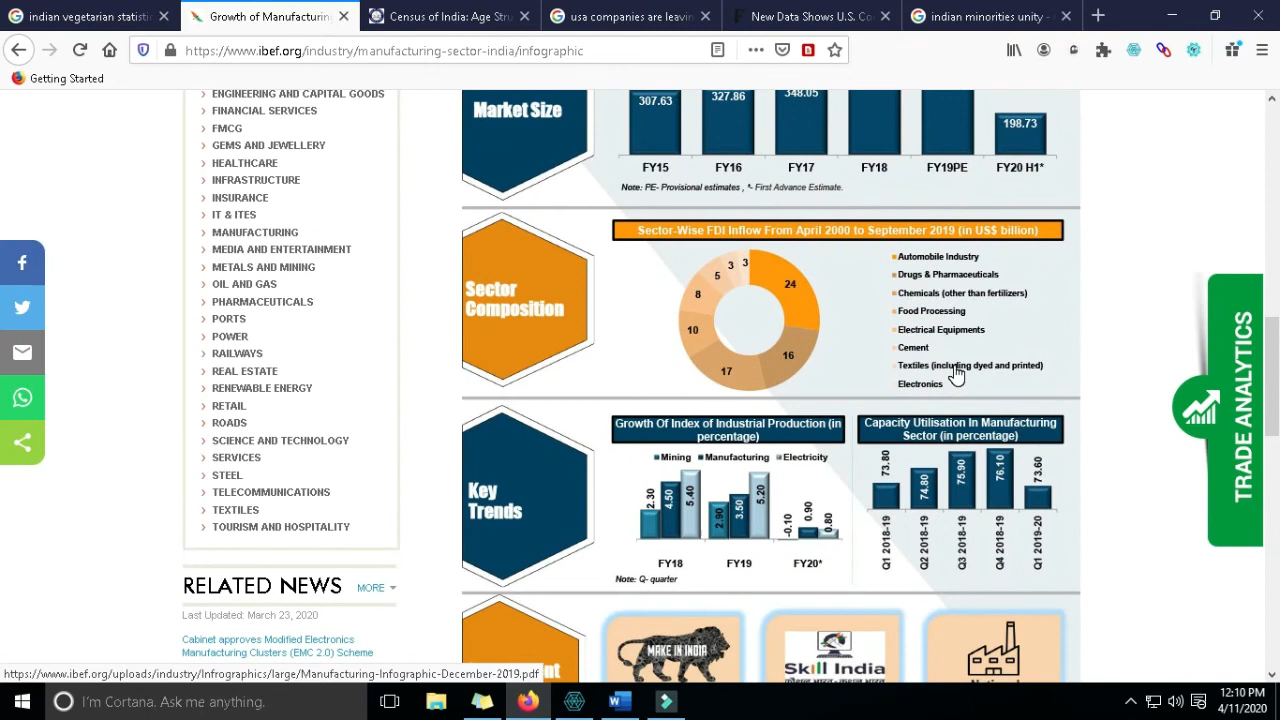 indian vegetarian statistic
Growth of Manufacturing
Census of India: Age Stru
usa companies are leavin
New Data Shows U.S. Co
indian minorities unity -
https://www.ibef.org/industry/manufacturing-sector-india/infographic
Getting Started
ENGINEERING AND CAPITAL GOODS
FINANCIAL SERVICES
FMCG
GEMS AND JEWELLERY
HEALTHCARE
INFRASTRUCTURE
INSURANCE
IT & ITES
MANUFACTURING
MEDIA AND ENTERTAINMENT
METALS AND MINING
OIL AND GAS
PHARMACEUTICALS
PORTS
POWER
RAILWAYS
REAL ESTATE
RENEWABLE ENERGY
RETAIL
ROADS
SCIENCE AND TECHNOLOGY
SERVICES
STEEL
TELECOMMUNICATIONS
TEXTILES
TOURISM AND HOSPITALITY
RELATED NEWS MORE
Last Updated: March 23, 2020
Cabinet approves Modified Electronics
Manufacturing Clusters (EMC 2.0) Scheme
Market Size
307.63 327.86 348.05 198.73
FY15 FY16 FY17 FY18 FY19PE FY20 H1*
Note: PE- Provisional estimates , *- First Advance Estimate.
Sector
Composition
Sector-Wise FDI Inflow From April 2000 to September 2019 (in US$ billion)
24
16
17
10
8
5
3
3
Automobile Industry
Drugs & Pharmaceuticals
Chemicals (other than fertilizers)
Food Processing
Electrical Equipments
Cement
Textiles (including dyed and printed)
Electronics
Key
Trends
Growth Of Index of Industrial Production (in
percentage)
Mining Manufacturing Electricity
2.30 4.50 5.40 2.90 3.50 5.20 -0.10 0.90 0.80
FY18 FY19 FY20*
Note: Q- quarter
Capacity Utilisation In Manufacturing
Sector (in percentage)
73.80 74.80 75.90 76.10 73.60
Q1 2018-19 Q2 2018-19 Q3 2018-19 Q4 2018-19 Q1 2019-20
MAKE IN INDIA
Skill India
TRADE ANALYTICS
https://www.ibef.org/uploads/industry/Infrographics/large/Manufacturing-Infographic-December-2019.pdf
I'm Cortana. Ask me anything.
12:10 PM
4/11/2020